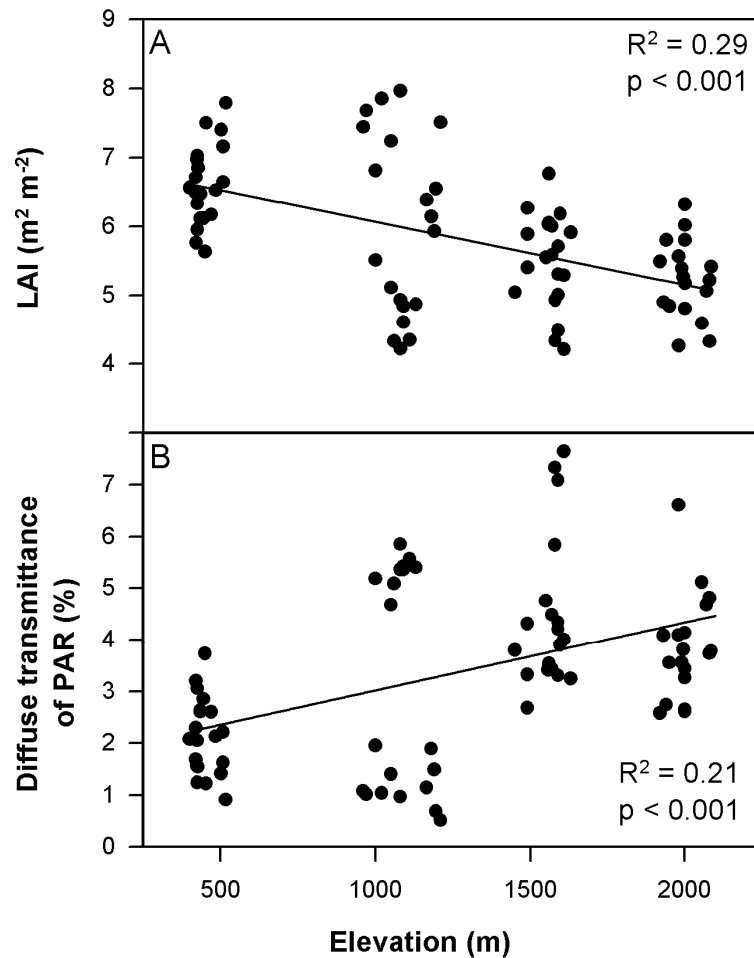 A
R² = 0.29
p < 0.001
LAI (m² m⁻²)
9
8
7
6
5
4
B
Diffuse transmittance
of PAR (%)
7
6
5
4
3
2
1
0
R² = 0.21
p < 0.001
500 1000 1500 2000
Elevation (m)